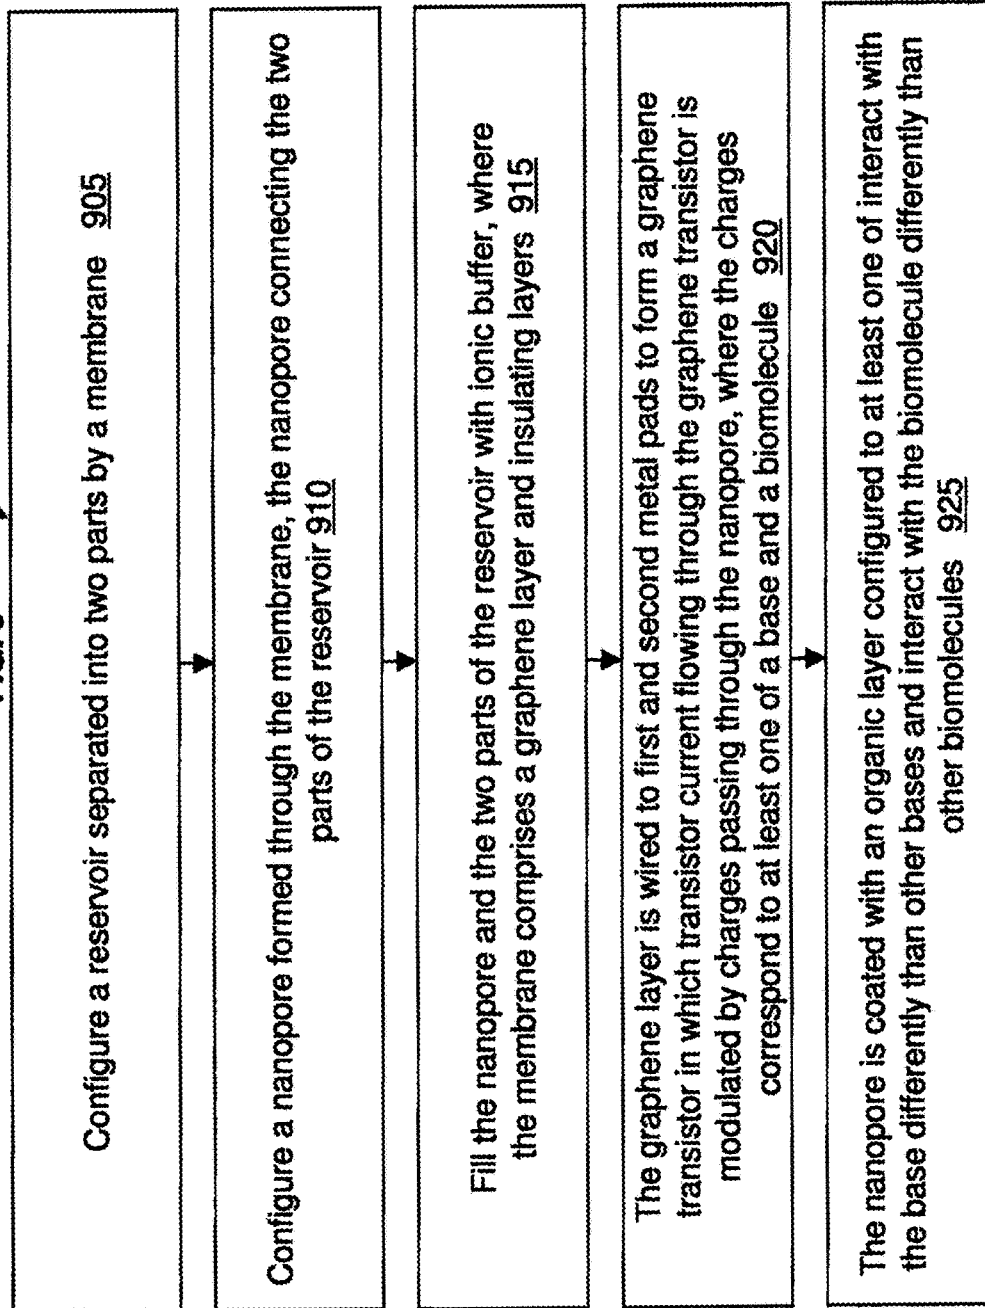 Configure a reservoir separated into two parts by a membrane 905
Configure a nanopore formed through the membrane, the nanopore connecting the two
parts of the reservoir 910
Fill the nanopore and the two parts of the reservoir with ionic buffer, where
the membrane comprises a graphene layer and insulating layers 915
The graphene layer is wired to first and second metal pads to form a graphene
transistor in which transistor current flowing through the graphene transistor is
modulated by charges passing through the nanopore, where the charges
correspond to at least one of a base and a biomolecule 920
The nanopore is coated with an organic layer configured to at least one of interact with
the base differently than other bases and interact with the biomolecule differently than
other biomolecules 925